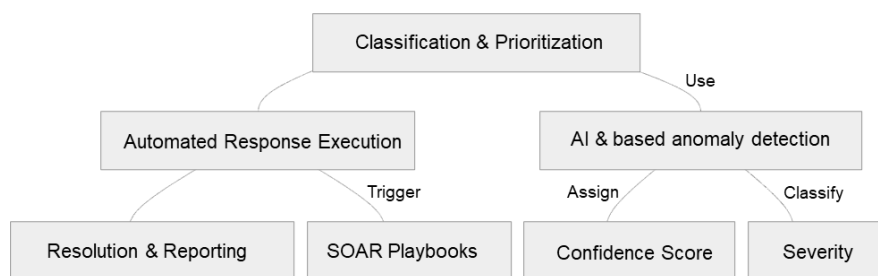 Classification & Prioritization
Use
Automated Response Execution
AI & based anomaly detection
Trigger
Assign
Classify
Resolution & Reporting
SOAR Playbooks
Confidence Score
Severity